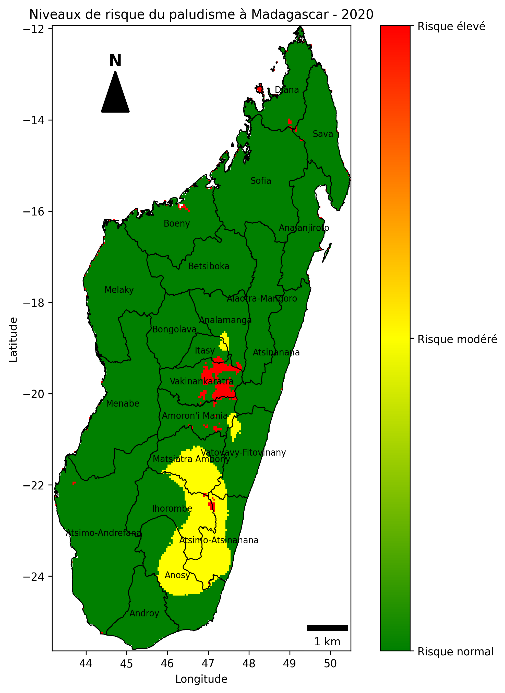 Niveaux de risque du paludisme à Madagascar - 2020
Risque élevé
−12
N
Diana
−14
Sava
Sofia
−16
Boeny
Analanjirofo
Betsiboka
Melaky
Alaotra-Mangoro
−18
Analamanga
Bongolava
Itasy
Atsinanana
Risque modéré
Latitude
Vakinankaratra
−20
Menabe
Amoron'i Mania
Vatovavy-Fitovinany
Matsiatra Ambony
−22
Ihorombe
Atsimo-Andrefana
Atsimo-Atsinanana
Anosy
−24
Androy
1 km
Risque normal
44 45 46 47 48 49 50
Longitude